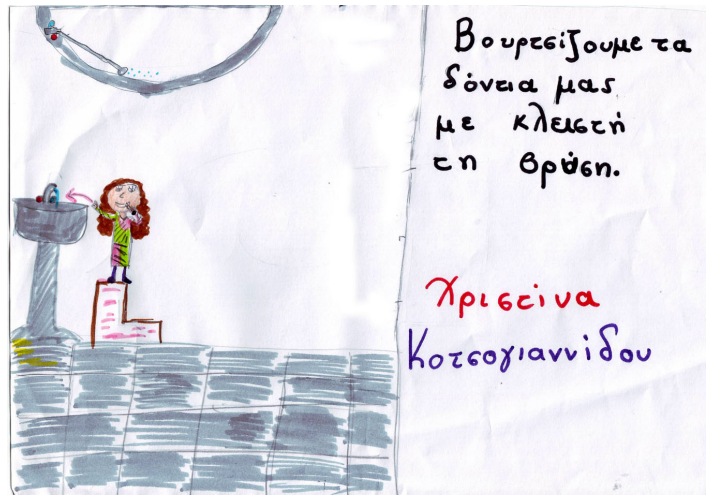 Βουρτσίζουμε τα
δόντια μας
με κλειστή
τη βρύση.
Χριστίνα
Κοτσογιαννίδου